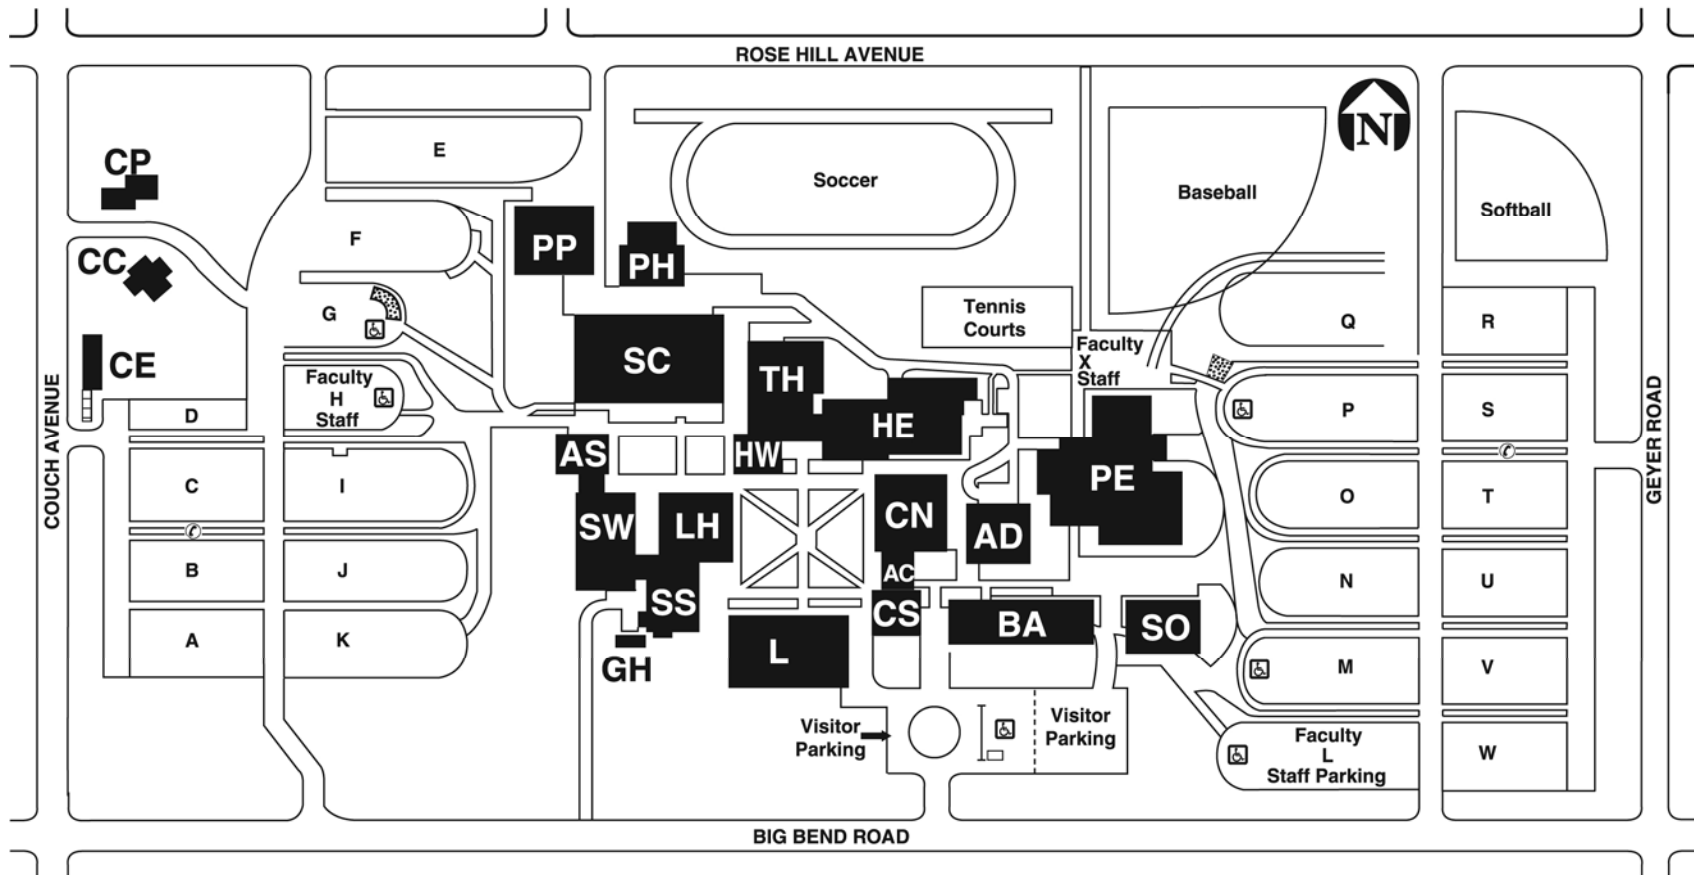 ROSE HILL AVENUE
N
CP
E
Soccer
Baseball
Softball
F
PP
PH
CC
G
Tennis
Courts
Q
R
SC
TH
Faculty
X
Staff
CE
Faculty
H
Staff
D
HE
P
S
COUCH AVENUE
GEYER ROAD
AS
HW
PE
C
I
O
T
SW
LH
CN
AD
B
J
AC
N
U
SS
CS
BA
SO
A
K
GH
L
M
V
Visitor
Parking
Visitor
Parking
Faculty
L
Staff Parking
W
BIG BEND ROAD